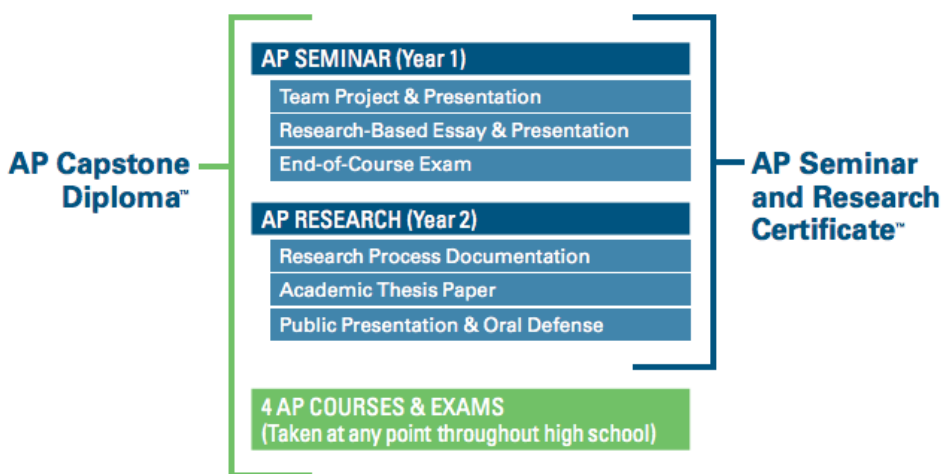 AP SEMINAR (Year 1)
Team Project & Presentation
Research-Based Essay & Presentation
End-of-Course Exam
AP Capstone
Diploma™
AP Seminar
and Research
Certificate™
AP RESEARCH (Year 2)
Research Process Documentation
Academic Thesis Paper
Public Presentation & Oral Defense
4 AP COURSES & EXAMS
(Taken at any point throughout high school)